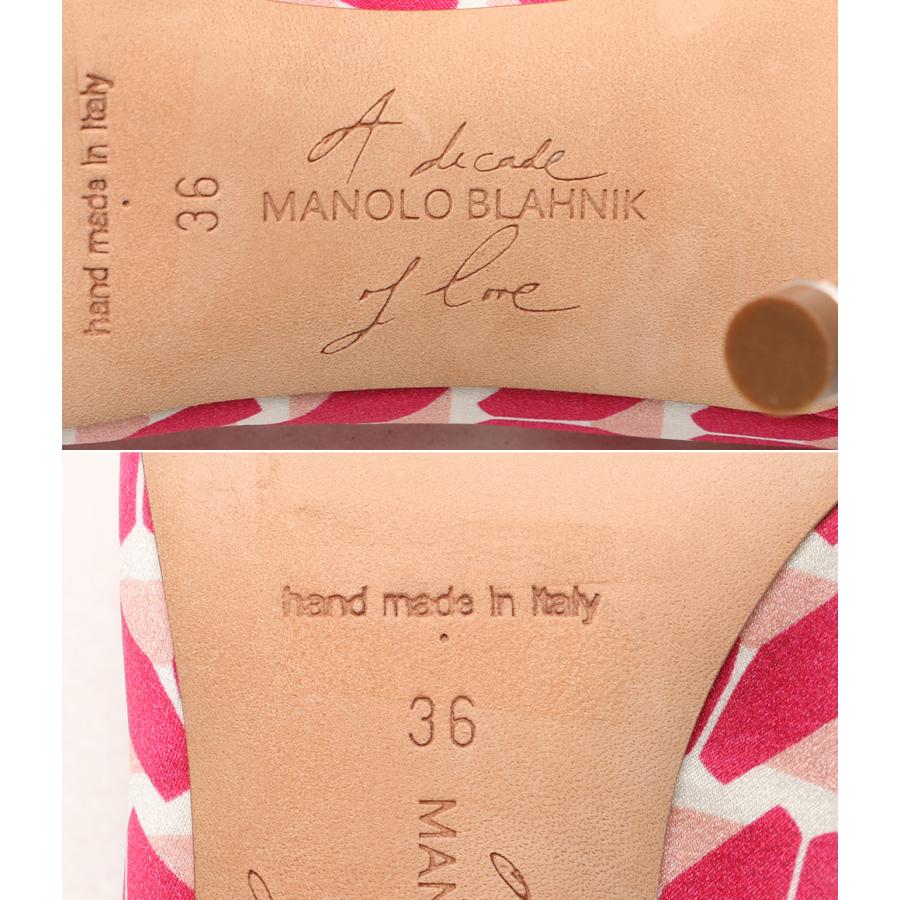 hand made in Italy
36
A decade
MANOLO BLAHNIK
of love
hand made in Italy
36
MAN